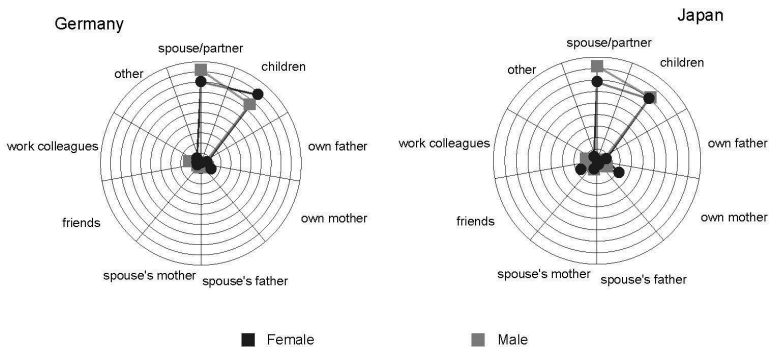 Germany
spouse/partner
other
children
work colleagues
own father
friends
own mother
spouse's mother
spouse's father
Japan
spouse/partner
other
children
work colleagues
own father
friends
own mother
spouse's mother
spouse's father
Female
Male